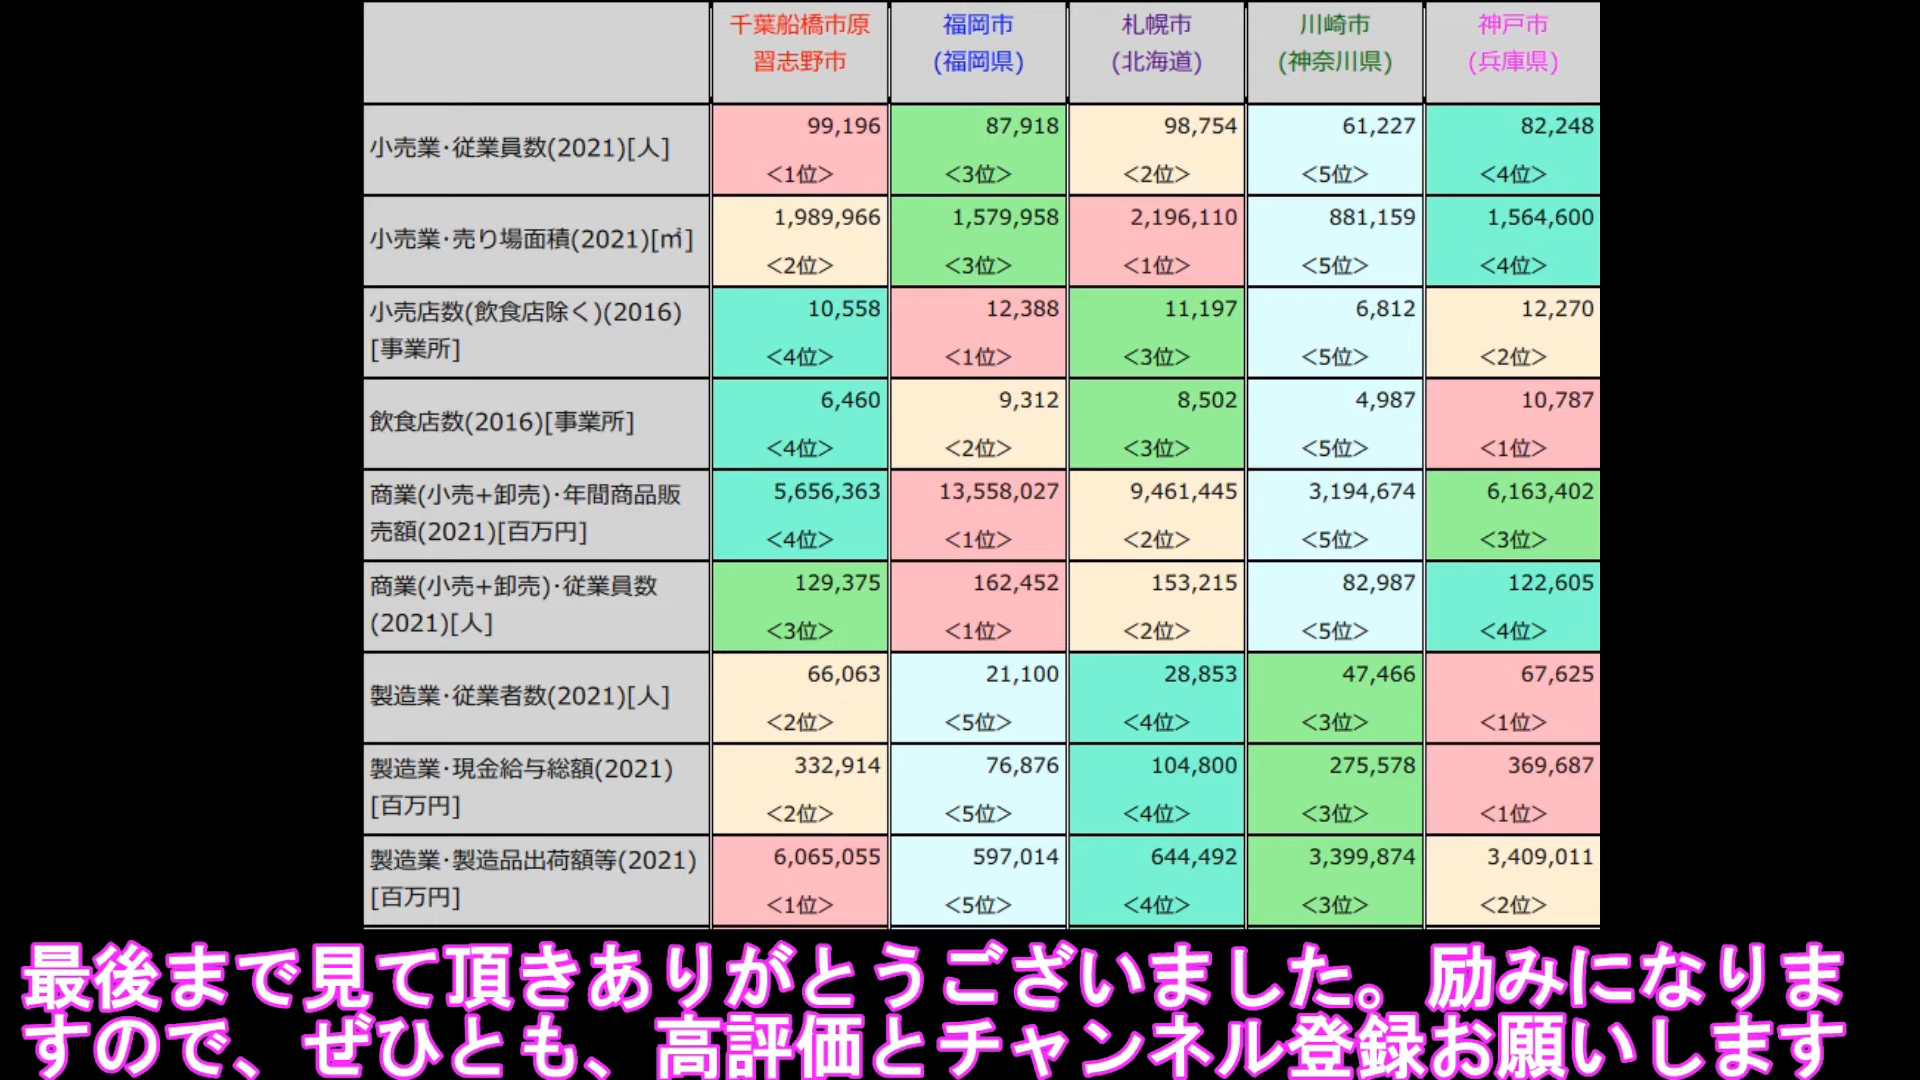 千葉船橋市原習志野市 福岡市(福岡県) 札幌市(北海道) 川崎市(神奈川県) 神戸市(兵庫県)
小売業･従業員数(2021)[人] 99,196 <1位> 87,918 <3位> 98,754 <2位> 61,227 <5位> 82,248 <4位>
小売業･売り場面積(2021)[㎡] 1,989,966 <2位> 1,579,958 <3位> 2,196,110 <1位> 881,159 <5位> 1,564,600 <4位>
小売店数(飲食店除く)(2016)[事業所] 10,558 <4位> 12,388 <1位> 11,197 <3位> 6,812 <5位> 12,270 <2位>
飲食店数(2016)[事業所] 6,460 <4位> 9,312 <2位> 8,502 <3位> 4,987 <5位> 10,787 <1位>
商業(小売+卸売)･年間商品販売額(2021)[百万円] 5,656,363 <4位> 13,558,027 <1位> 9,461,445 <2位> 3,194,674 <5位> 6,163,402 <3位>
商業(小売+卸売)･従業員数(2021)[人] 129,375 <3位> 162,452 <1位> 153,215 <2位> 82,987 <5位> 122,605 <4位>
製造業･従業者数(2021)[人] 66,063 <2位> 21,100 <5位> 28,853 <4位> 47,466 <3位> 67,625 <1位>
製造業･現金給与総額(2021)[百万円] 332,914 <2位> 76,876 <5位> 104,800 <4位> 275,578 <3位> 369,687 <1位>
製造業･製造品出荷額等(2021)[百万円] 6,065,055 <1位> 597,014 <5位> 644,492 <4位> 3,399,874 <3位> 3,409,011 <2位>
最後まで見て頂きありがとうございました。励みになりま
すので、ぜひとも、高評価とチャンネル登録お願いします